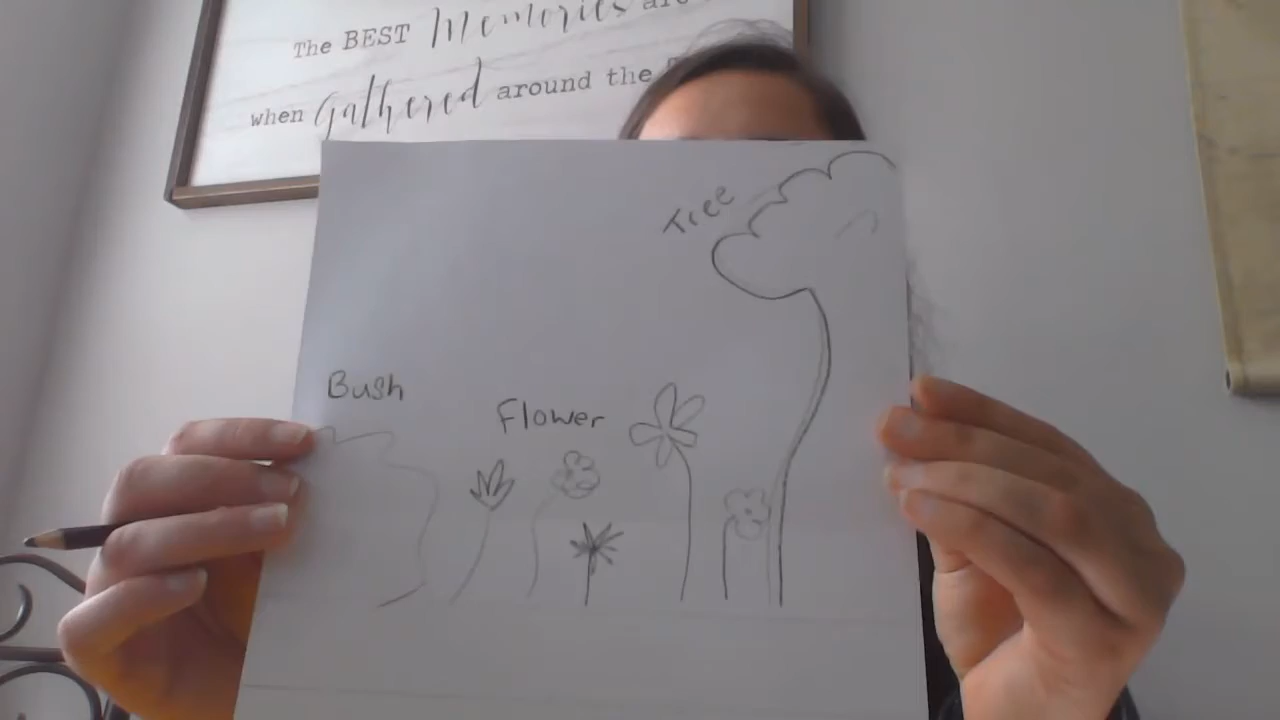 The BEST Memories are
when Gathered around the
Tree
Bush
Flower